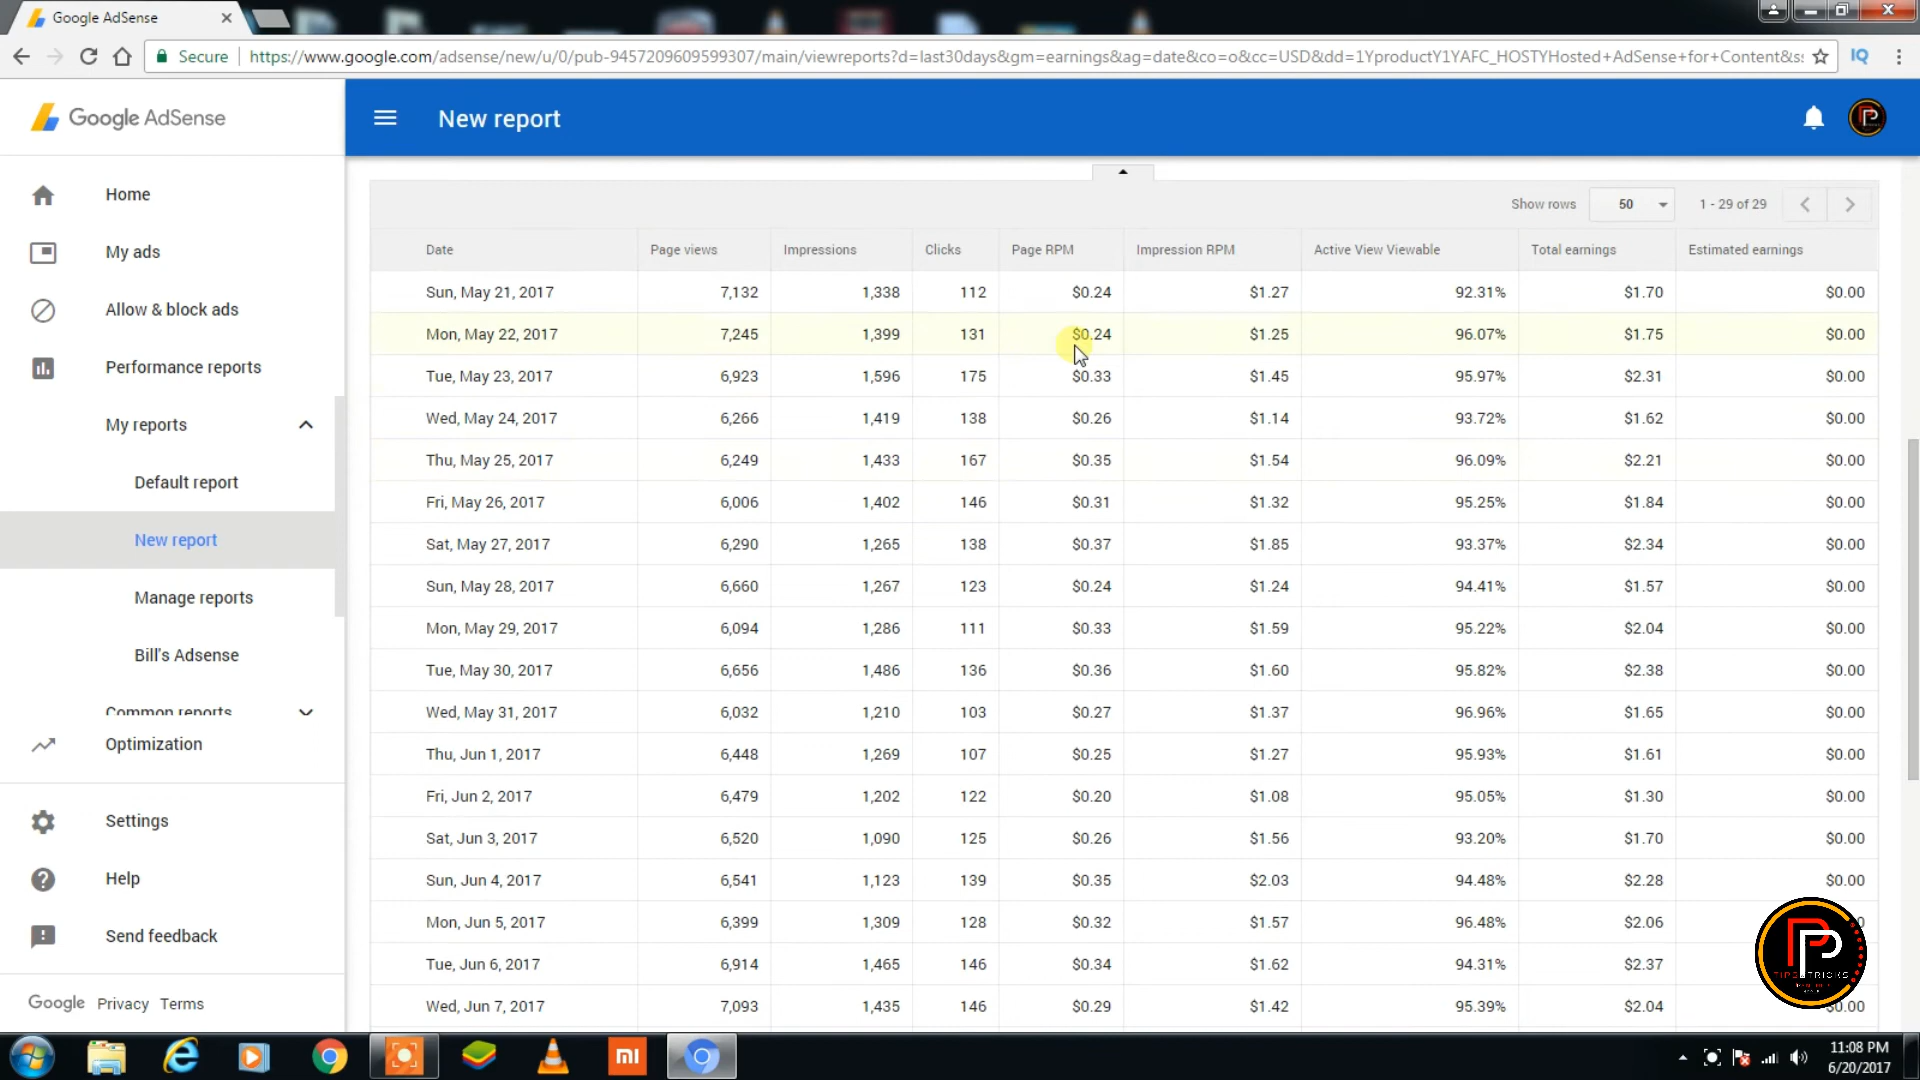 Google AdSense
Secure https://www.google.com/adsense/new/u/0/pub-9457209609599307/main/viewreports?d=last30days&gm=earnings&ag=date&co=o&cc=USD&dd=1YproductY1YAFC_HOSTYHosted+AdSense+for+Content&s
IQ
Google AdSense
New report
Home
My ads
Allow & block ads
Performance reports
My reports
Default report
New report
Manage reports
Bill's Adsense
Common reports
Optimization
Settings
Help
Send feedback
Google Privacy Terms
Show rows 50 1 - 29 of 29
Date Page views Impressions Clicks Page RPM Impression RPM Active View Viewable Total earnings Estimated earnings
Sun, May 21, 2017 7,132 1,338 112 $0.24 $1.27 92.31% $1.70 $0.00
Mon, May 22, 2017 7,245 1,399 131 $0.24 $1.25 96.07% $1.75 $0.00
Tue, May 23, 2017 6,923 1,596 175 $0.33 $1.45 95.97% $2.31 $0.00
Wed, May 24, 2017 6,266 1,419 138 $0.26 $1.14 93.72% $1.62 $0.00
Thu, May 25, 2017 6,249 1,433 167 $0.35 $1.54 96.09% $2.21 $0.00
Fri, May 26, 2017 6,006 1,402 146 $0.31 $1.32 95.25% $1.84 $0.00
Sat, May 27, 2017 6,290 1,265 138 $0.37 $1.85 93.37% $2.34 $0.00
Sun, May 28, 2017 6,660 1,267 123 $0.24 $1.24 94.41% $1.57 $0.00
Mon, May 29, 2017 6,094 1,286 111 $0.33 $1.59 95.22% $2.04 $0.00
Tue, May 30, 2017 6,656 1,486 136 $0.36 $1.60 95.82% $2.38 $0.00
Wed, May 31, 2017 6,032 1,210 103 $0.27 $1.37 96.96% $1.65 $0.00
Thu, Jun 1, 2017 6,448 1,269 107 $0.25 $1.27 95.93% $1.61 $0.00
Fri, Jun 2, 2017 6,479 1,202 122 $0.20 $1.08 95.05% $1.30 $0.00
Sat, Jun 3, 2017 6,520 1,090 125 $0.26 $1.56 93.20% $1.70 $0.00
Sun, Jun 4, 2017 6,541 1,123 139 $0.35 $2.03 94.48% $2.28 $0.00
Mon, Jun 5, 2017 6,399 1,309 128 $0.32 $1.57 96.48% $2.06
Tue, Jun 6, 2017 6,914 1,465 146 $0.34 $1.62 94.31% $2.37
Wed, Jun 7, 2017 7,093 1,435 146 $0.29 $1.42 95.39% $2.04 $0.00
TIPS TRICKS
mi
11:08 PM
6/20/2017